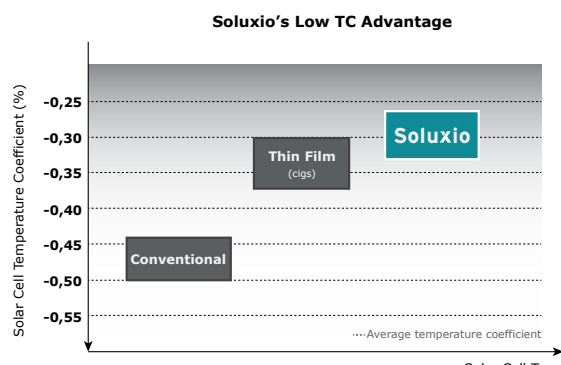 Soluxio's Low TC Advantage
Solar Cell Temperature Coefficient (%)
-0,25
-0,30
-0,35
-0,40
-0,45
-0,50
-0,55
Soluxio
Thin Film
(cigs)
Conventional
Average temperature coefficient